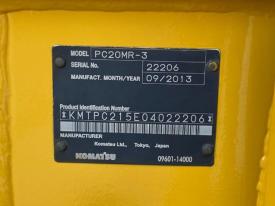 MODEL PC20MR-3
SERIAL NO. 22206
MANUFACT. MONTH/YEAR 09/2013
Product Identification Number
*KMTPC215E04022206*
MANUFACTURER
Komatsu Ltd., Tokyo, Japan
KOMATSU 09601-14000